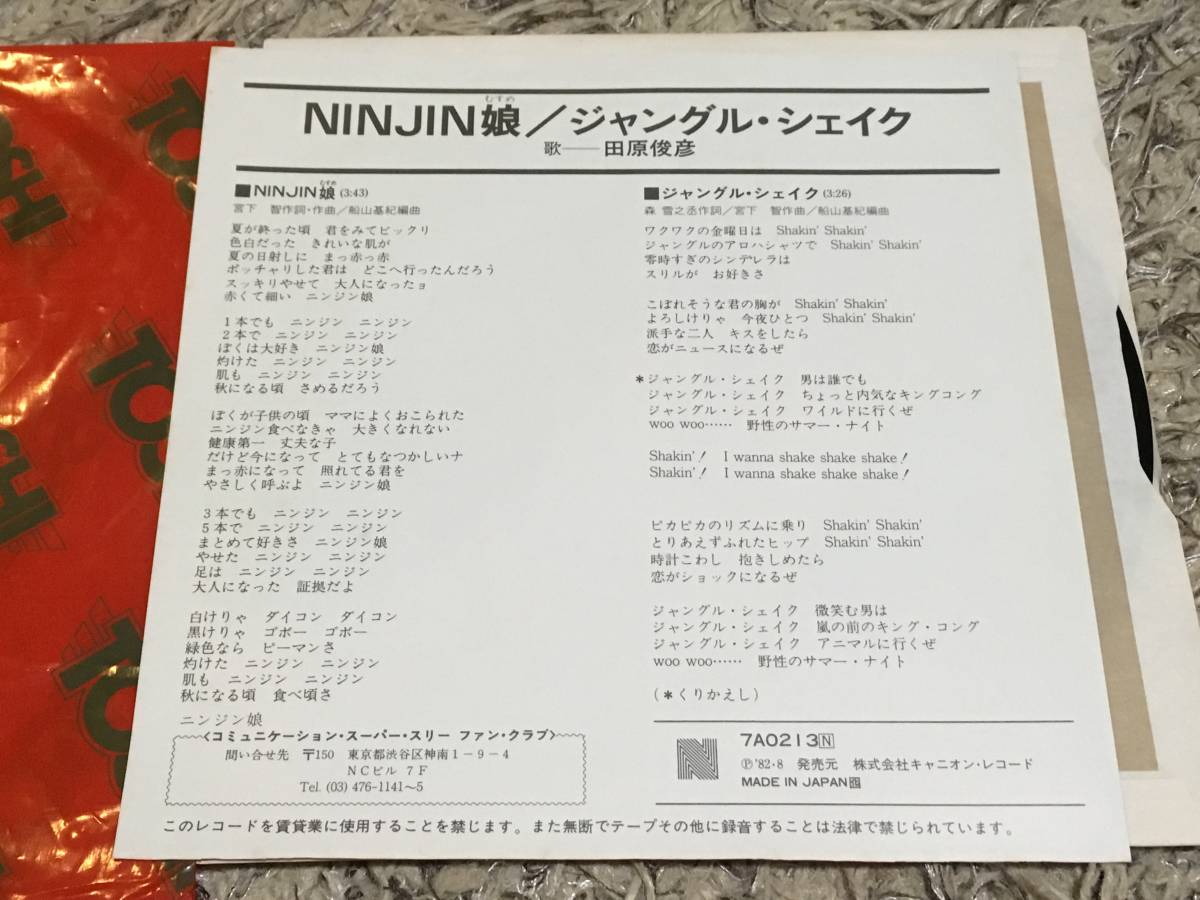 TOSHI
NINJIN娘／ジャングル・シェイク
むすめ
歌――田原俊彦
■NINJIN娘(3:43)
むすめ
宮下　智作詞・作曲／船山基紀編曲
夏が終った頃　君をみてビックリ
色白だった　きれいな肌が
夏の日射しに　まっ赤っ赤
ポッチャリした君は　どこへ行ったんだろう
スッキリやせて　大人になったョ
赤くて細い　ニンジン娘
1本でも　ニンジン　ニンジン
2本で　ニンジン　ニンジン
ぼくは大好き　ニンジン娘
灼けた　ニンジン　ニンジン
肌も　ニンジン　ニンジン
秋になる頃　さめるだろう
ぼくが子供の頃　ママによくおこられた
ニンジン食べなきゃ　大きくなれない
健康第一　丈夫な子
だけど今になって　とてもなつかしいナ
まっ赤になって　照れてる君を
やさしく呼ぶよ　ニンジン娘
3本でも　ニンジン　ニンジン
5本で　ニンジン　ニンジン
まとめて好きさ　ニンジン娘
やせた　ニンジン　ニンジン
足は　ニンジン　ニンジン
大人になった　証拠だよ
白けりゃ　ダイコン　ダイコン
黒けりゃ　ゴボー　ゴボー
緑色なら　ピーマンさ
灼けた　ニンジン　ニンジン
肌も　ニンジン　ニンジン
秋になる頃　食べ頃さ
ニンジン娘
〈コミュニケーション・スーパー・スリー ファン・クラブ〉
問い合せ先　〒150　東京都渋谷区神南1－9－4
NCビル 7F
Tel. (03) 476-1141～5
■ジャングル・シェイク(3:26)
森　雪之丞作詞／宮下　智作曲／船山基紀編曲
ワクワクの金曜日は　Shakin' Shakin'
ジャングルのアロハシャツで　Shakin' Shakin'
零時すぎのシンデレラは
スリルが　お好きさ
こぼれそうな君の胸が　Shakin' Shakin'
よろしけりゃ　今夜ひとつ　Shakin' Shakin'
派手な二人　キスをしたら
恋がニュースになるぜ
＊ジャングル・シェイク　男は誰でも
ジャングル・シェイク　ちょっと内気なキングコング
ジャングル・シェイク　ワイルドに行くぜ
woo woo……　野性のサマー・ナイト
Shakin'！　I wanna shake shake shake！
Shakin'！　I wanna shake shake shake！
ピカピカのリズムに乗り　Shakin' Shakin'
とりあえずふれたヒップ　Shakin' Shakin'
時計こわし　抱きしめたら
恋がショックになるぜ
ジャングル・シェイク　微笑む男は
ジャングル・シェイク　嵐の前のキング・コング
ジャングル・シェイク　アニマルに行くぜ
woo woo……　野性のサマー・ナイト
(＊くりかえし)
N
7A0213N
Ⓟ'82・8　発売元　株式会社キャニオン・レコード
MADE IN JAPAN
このレコードを賃貸業に使用することを禁じます。また無断でテープその他に録音することは法律で禁じられています。